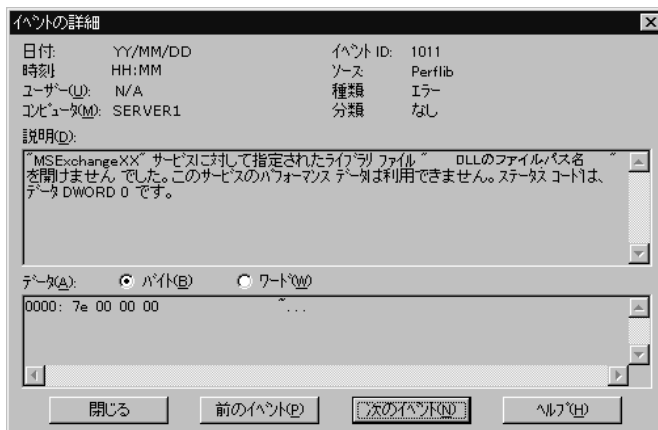 イベントの詳細
日付: YY/MM/DD イベント ID: 1011
時刻: HH:MM ソース: Perflib
ユーザー(U): N/A 種類: エラー
コンピュータ(M): SERVER1 分類: なし
説明(D):
"MSExchangeXX" サービスに対して指定されたライブラリ ファイル " DLLのファイルパス名 "
を開けません でした。このサービスのパフォーマンス データは利用できません。ステータス コードは、
データ DWORD 0 です。
データ(A): バイト(B) ワード(W)
0000: 7e 00 00 00 ~...
閉じる 前のイベント(P) 次のイベント(N) ヘルプ(H)